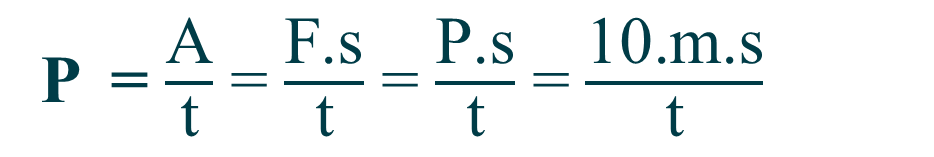 P = A/t = F.s/t = P.s/t = 10.m.s/t